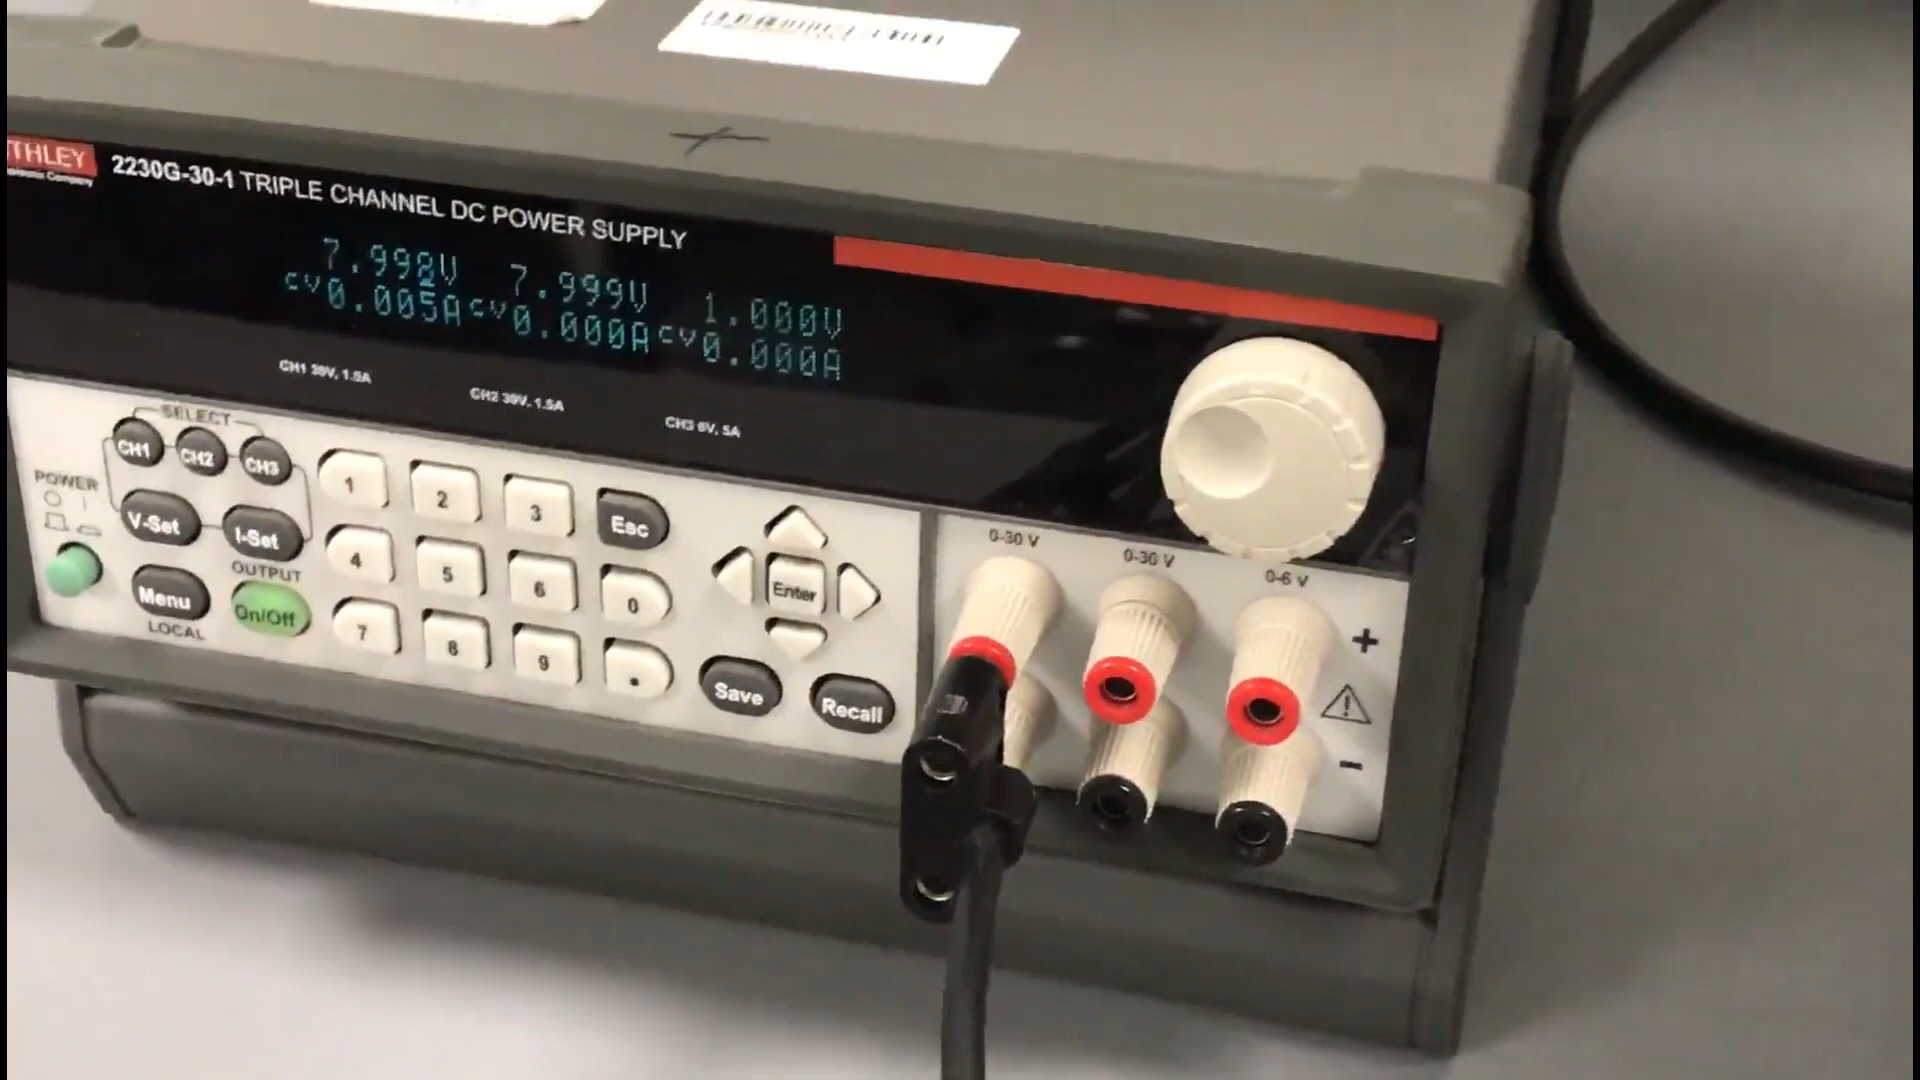 THLEY
2230G-30-1 TRIPLE CHANNEL DC POWER SUPPLY
7.998V 7.999V 1.000V
cv 0.005A cv 0.000A cv 0.000A
CH1 30V, 1.5A
CH2 30V, 1.5A
CH3 6V, 5A
SELECT
CH1 CH2 CH3
POWER
V-Set I-Set
OUTPUT
Menu On/Off
LOCAL
1 2 3 Esc
4 5 6 0
7 8 9 .
Enter
Save Recall
0-30 V 0-30 V 0-6 V
+
-